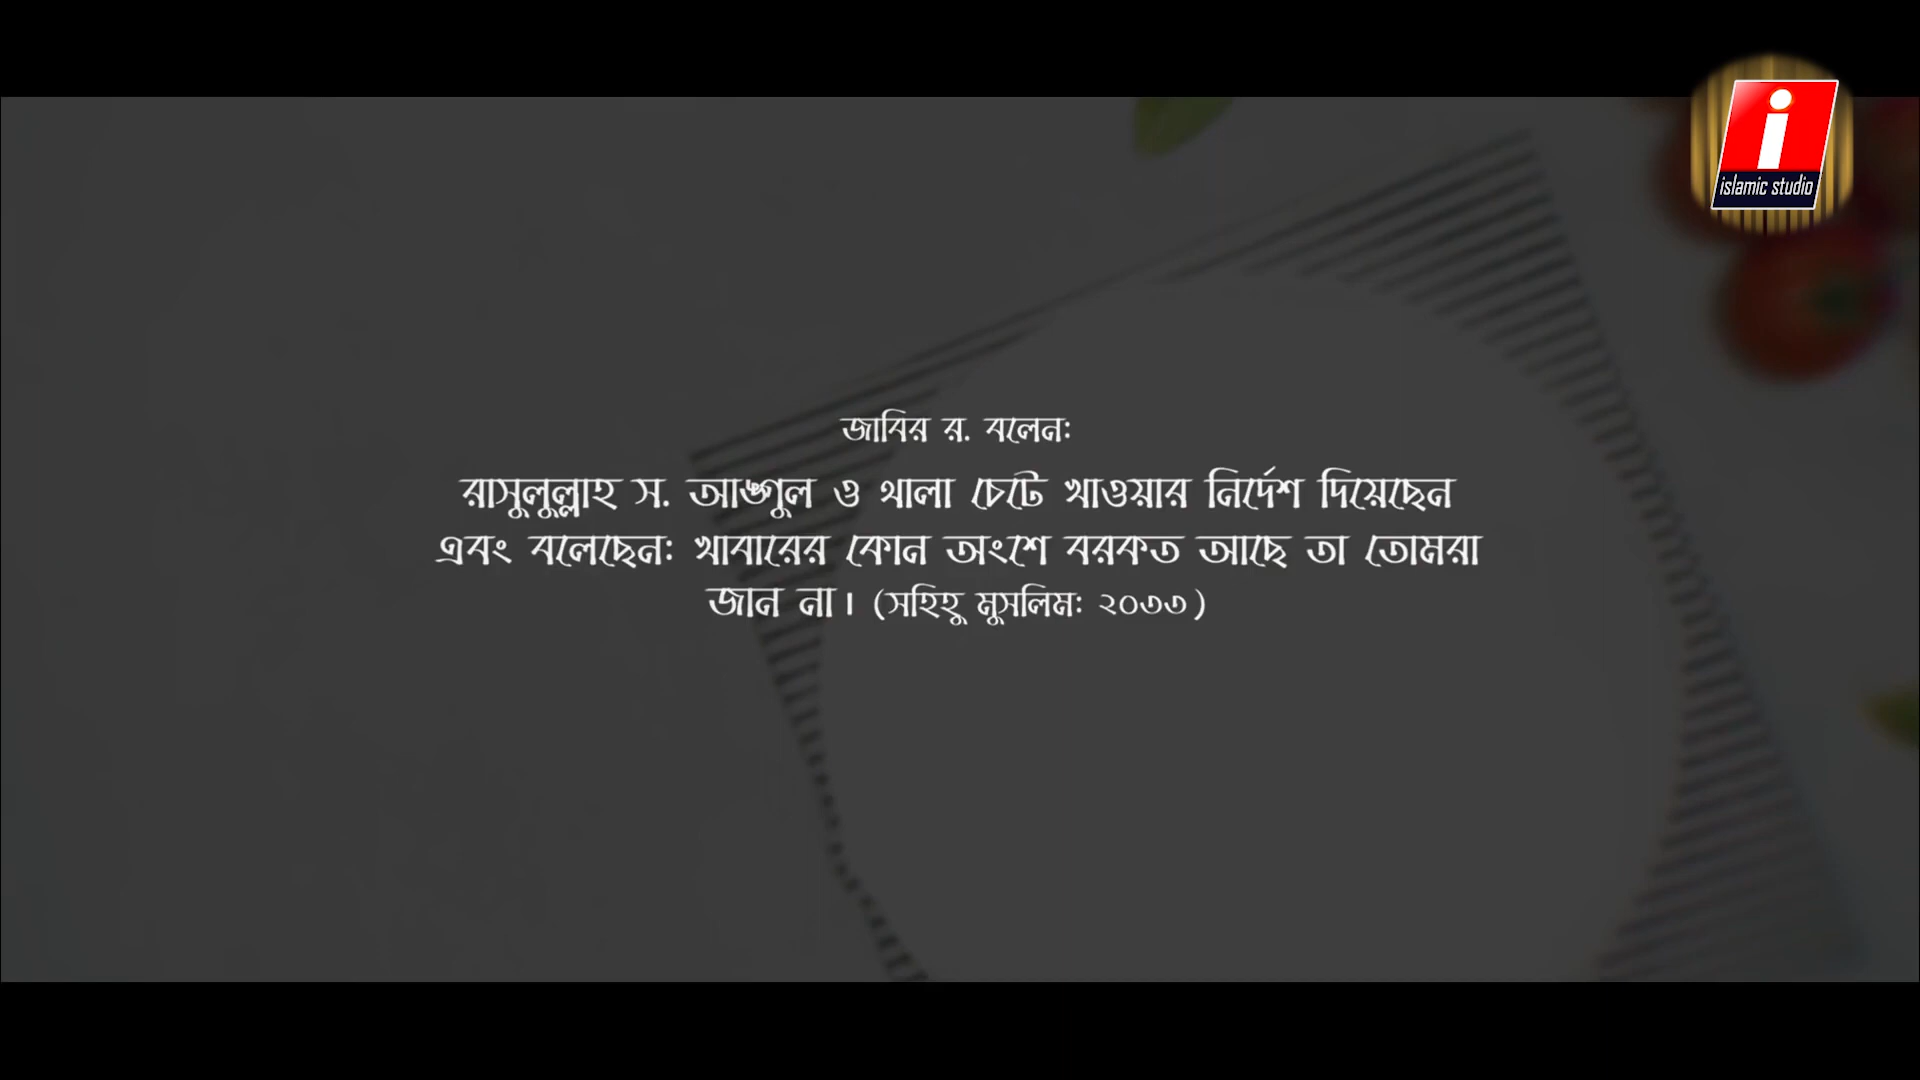 islamic studio
জাবির র. বলেন:
রাসুলুল্লাহ স. আঙ্গুল ও থালা চেটে খাওয়ার নির্দেশ দিয়েছেন
এবং বলেছেন: খাবারের কোন অংশে বরকত আছে তা তোমরা
জান না। (সহিহু মুসলিম: ২০৩৩)